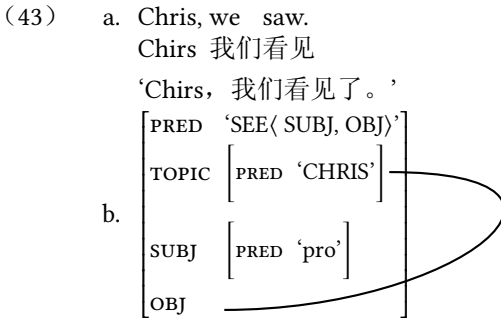 (43) a. Chris, we saw.
Chirs 我们看见
‘Chirs，我们看见了。’
b.
PRED ‘SEE⟨ SUBJ, OBJ⟩’
TOPIC [PRED ‘CHRIS’]
SUBJ [PRED ‘pro’]
OBJ